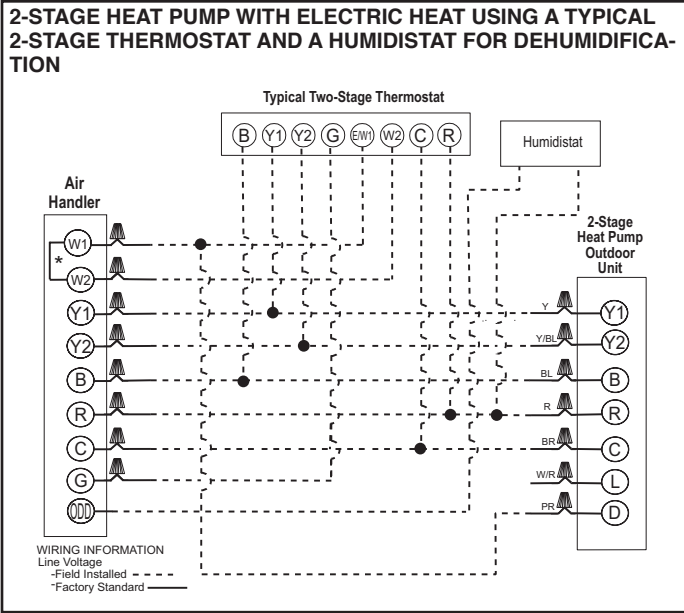 2-STAGE HEAT PUMP WITH ELECTRIC HEAT USING A TYPICAL
2-STAGE THERMOSTAT AND A HUMIDISTAT FOR DEHUMIDIFICA-
TION
Typical Two-Stage Thermostat
B Y1 Y2 G E/W1 W2 C R
Humidistat
Air
Handler
W1
*
W2
Y1
Y2
B
R
C
G
ODD
2-Stage
Heat Pump
Outdoor
Unit
Y Y1
Y/BL Y2
BL B
R R
BR C
W/R L
PR D
WIRING INFORMATION
Line Voltage
-Field Installed
-Factory Standard